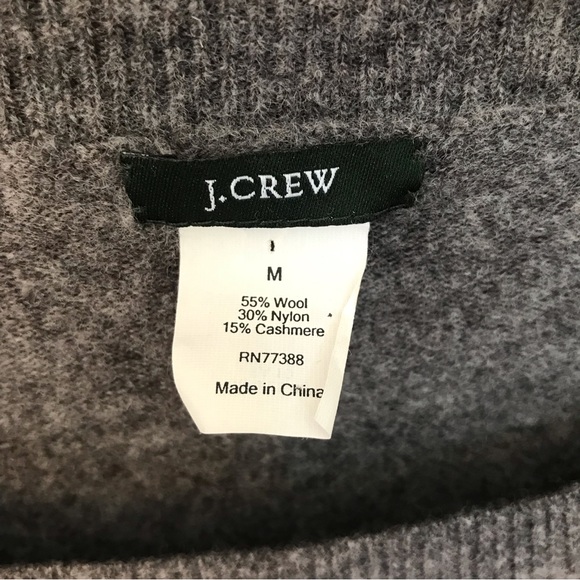 J.CREW
M
55% Wool
30% Nylon
15% Cashmere
RN77388
Made in China